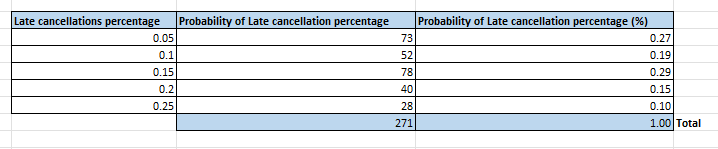 Late cancellations percentage Probability of Late cancellation percentage Probability of Late cancellation percentage (%)
0.05 73 0.27
0.1 52 0.19
0.15 78 0.29
0.2 40 0.15
0.25 28 0.10
271 1.00 Total